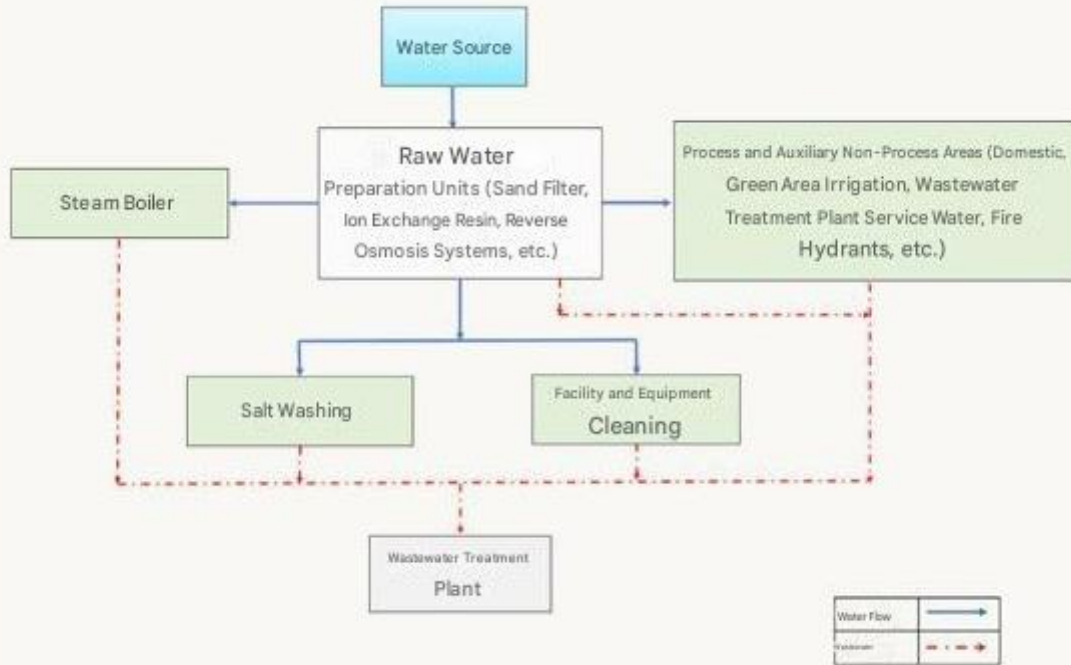 Water Source
Raw Water
Preparation Units (Sand Filter,
Ion Exchange Resin, Reverse
Osmosis Systems, etc.)
Process and Auxiliary Non-Process Areas (Domestic,
Green Area Irrigation, Wastewater
Treatment Plant Service Water, Fire
Hydrants, etc.)
Steam Boiler
Salt Washing
Facility and Equipment
Cleaning
Wastewater Treatment
Plant
Water Flow